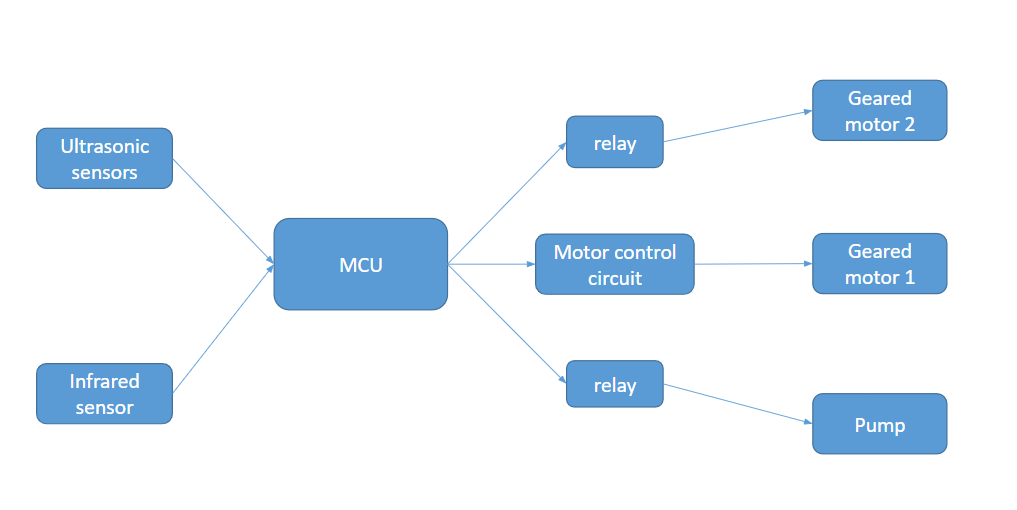 Ultrasonic
sensors
Infrared
sensor
MCU
relay
Motor control
circuit
relay
Geared
motor 2
Geared
motor 1
Pump